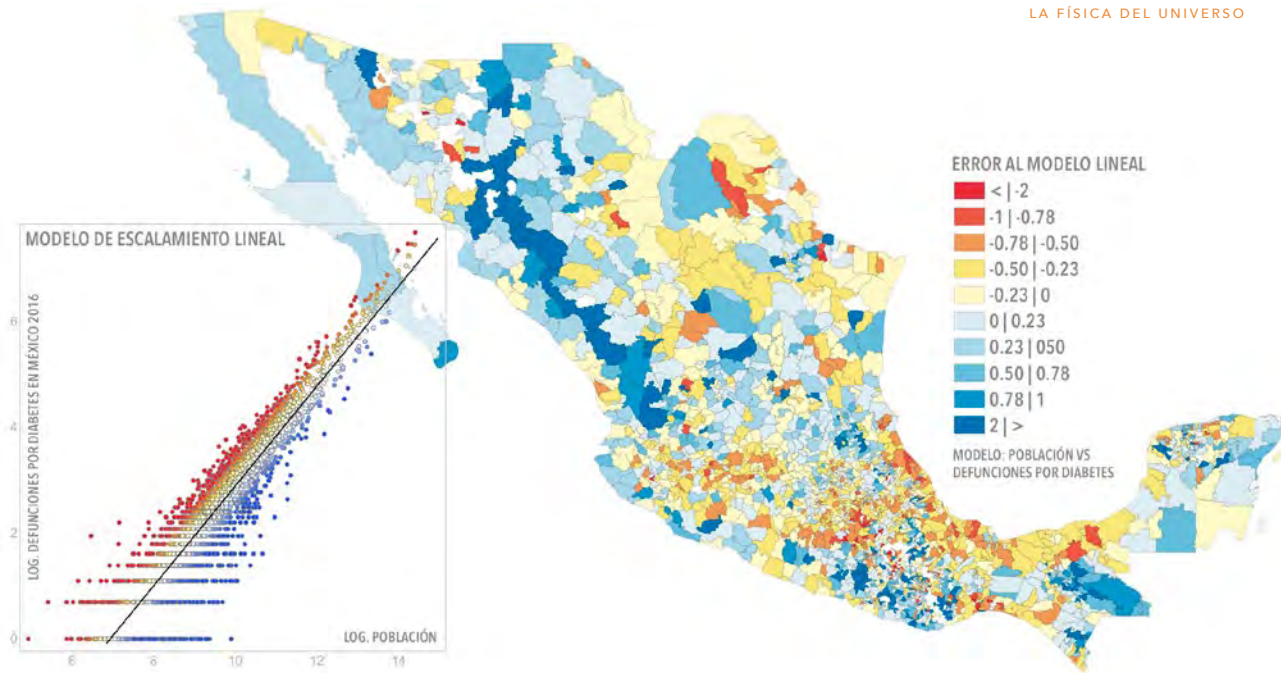 LA FÍSICA DEL UNIVERSO
ERROR AL MODELO LINEAL
< | -2
-1 | -0.78
-0.78 | -0.50
-0.50 | -0.23
-0.23 | 0
0 | 0.23
0.23 | 050
0.50 | 0.78
0.78 | 1
2 | >
MODELO: POBLACIÓN VS
DEFUNCIONES POR DIABETES
MODELO DE ESCALAMIENTO LINEAL
LOG. DEFUNCIONES POR DIABETES EN MÉXICO 2016
6
4
2
0
LOG. POBLACIÓN
6 8 10 12 14